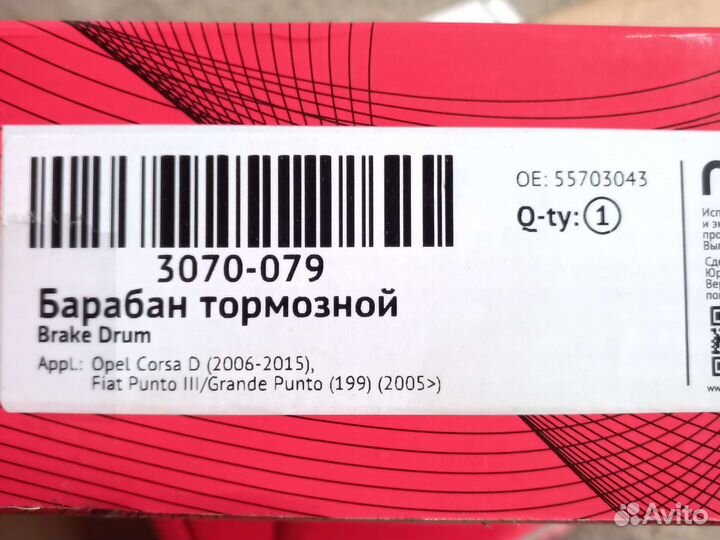 OE: 55703043
Q-ty: 1
3070-079
Барабан тормозной
Brake Drum
Appl.: Opel Corsa D (2006-2015),
Fiat Punto III/Grande Punto (199) (2005>)
и
www
Avito